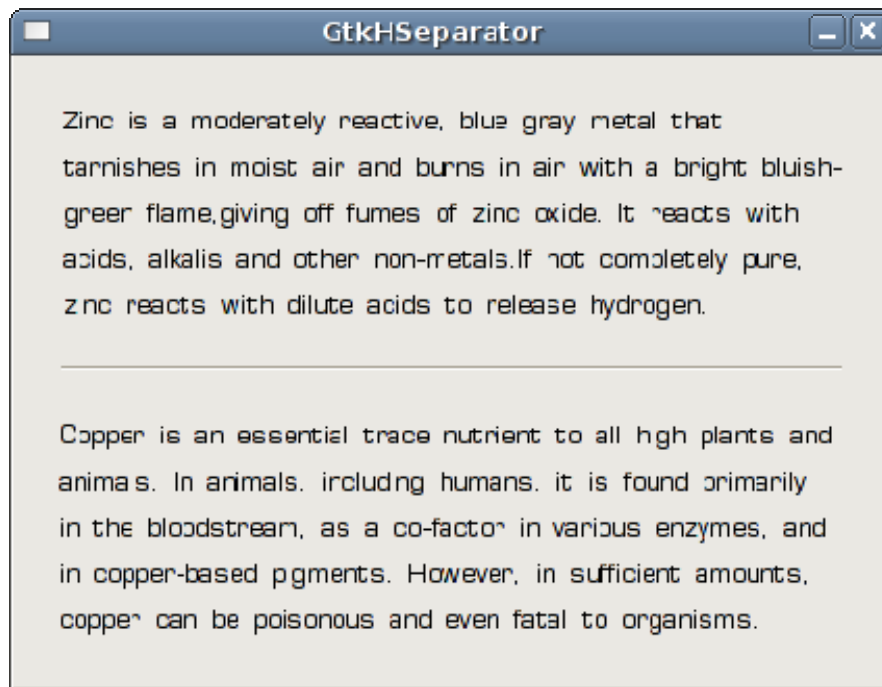 GtkHSeparator
Zinc is a moderately reactive, blue gray metal that
tarnishes in moist air and burns in air with a bright bluish-
green flame,giving off fumes of zinc oxide. It reacts with
acids, alkalis and other non-metals.If not completely pure,
zinc reacts with dilute acids to release hydrogen.
Copper is an essential trace nutrient to all high plants and
animals. In animals, including humans, it is found primarily
in the bloodstream, as a co-factor in various enzymes, and
in copper-based pigments. However, in sufficient amounts,
copper can be poisonous and even fatal to organisms.